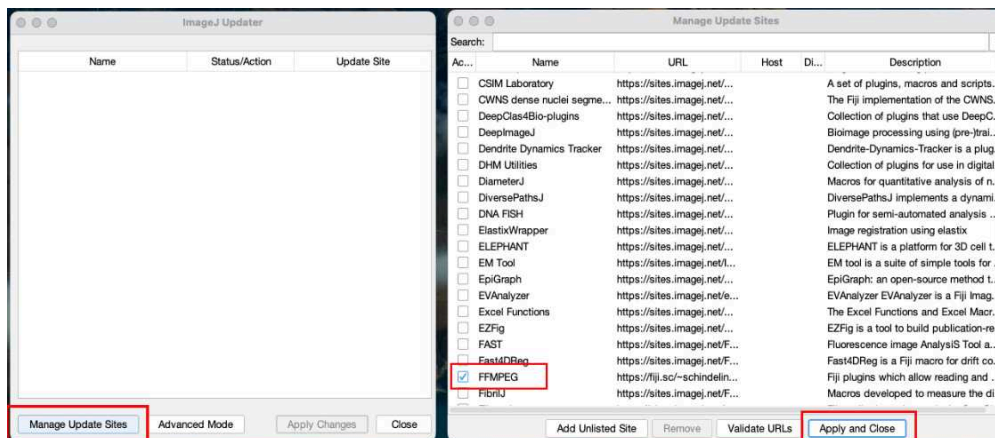 ImageJ Updater
Name Status/Action Update Site
Manage Update Sites Advanced Mode Apply Changes Close
Manage Update Sites
Search:
Ac... Name URL Host Di... Description
CSIM Laboratory https://sites.imagej.net/... A set of plugins, macros and scripts.
CWNS dense nuclei segme... https://sites.imagej.net/... The Fiji implementation of the CWNS.
DeepClas4Bio-plugins https://sites.imagej.net/... Collection of plugins that use DeepC.
DeepImageJ https://sites.imagej.net/... Bioimage processing using (pre-)trai..
Dendrite Dynamics Tracker https://sites.imagej.net/... Dendrite-Dynamics-Tracker is a plug.
DHM Utilities https://sites.imagej.net/... Collection of plugins for use in digital
DiameterJ https://sites.imagej.net/... Macros for quantitative analysis of n.
DiversePathsJ https://sites.imagej.net/... DiversePathsJ implements a dynami.
DNA FISH https://sites.imagej.net/... Plugin for semi-automated analysis ..
ElastixWrapper https://sites.imagej.net/... Image registration using elastix
ELEPHANT https://sites.imagej.net/... ELEPHANT is a platform for 3D cell t..
EM Tool https://sites.imagej.net/l... EM tool is a suite of simple tools for .
EpiGraph https://sites.imagej.net/... EpiGraph: an open-source method t..
EVAnalyzer https://sites.imagej.net/e... EVAnalyzer EVAnalyzer is a Fiji Imag.
Excel Functions https://sites.imagej.net/... The Excel Functions and Excel Macr.
EZFig https://sites.imagej.net/... EZFig is a tool to build publication-re
FAST https://sites.imagej.net/F... Fluorescence image AnalysiS Tool a..
Fast4DReg https://sites.imagej.net/F... Fast4DReg is a Fiji macro for drift co.
FFMPEG https://fiji.sc/~schindelin... Fiji plugins which allow reading and .
FibrilJ https://sites.imagej.net/F... Macros developed to measure the di
Add Unlisted Site Remove Validate URLs Apply and Close